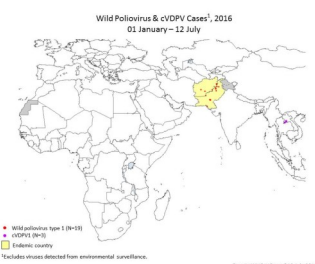 Wild Poliovirus & cVDPV Cases¹, 2016
01 January – 12 July
Wild poliovirus type 1 (N=19)
cVDPV1 (N=3)
Endemic country
¹Excludes viruses detected from environmental surveillance.